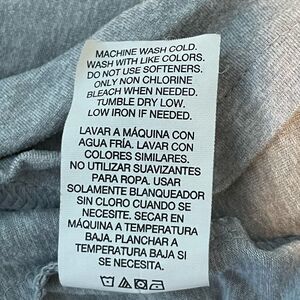 MACHINE WASH COLD.
WASH WITH LIKE COLORS.
DO NOT USE SOFTENERS.
ONLY NON CHLORINE
BLEACH WHEN NEEDED.
TUMBLE DRY LOW.
LOW IRON IF NEEDED.
LAVAR A MÁQUINA CON
AGUA FRÍA. LAVAR CON
COLORES SIMILARES.
NO UTILIZAR SUAVIZANTES
PARA ROPA. USAR
SOLAMENTE BLANQUEADOR
SIN CLORO CUANDO SE
NECESITE. SECAR EN
MÁQUINA A TEMPERATURA
BAJA. PLANCHAR A
TEMPERATURA BAJA SI
SE NECESITA.